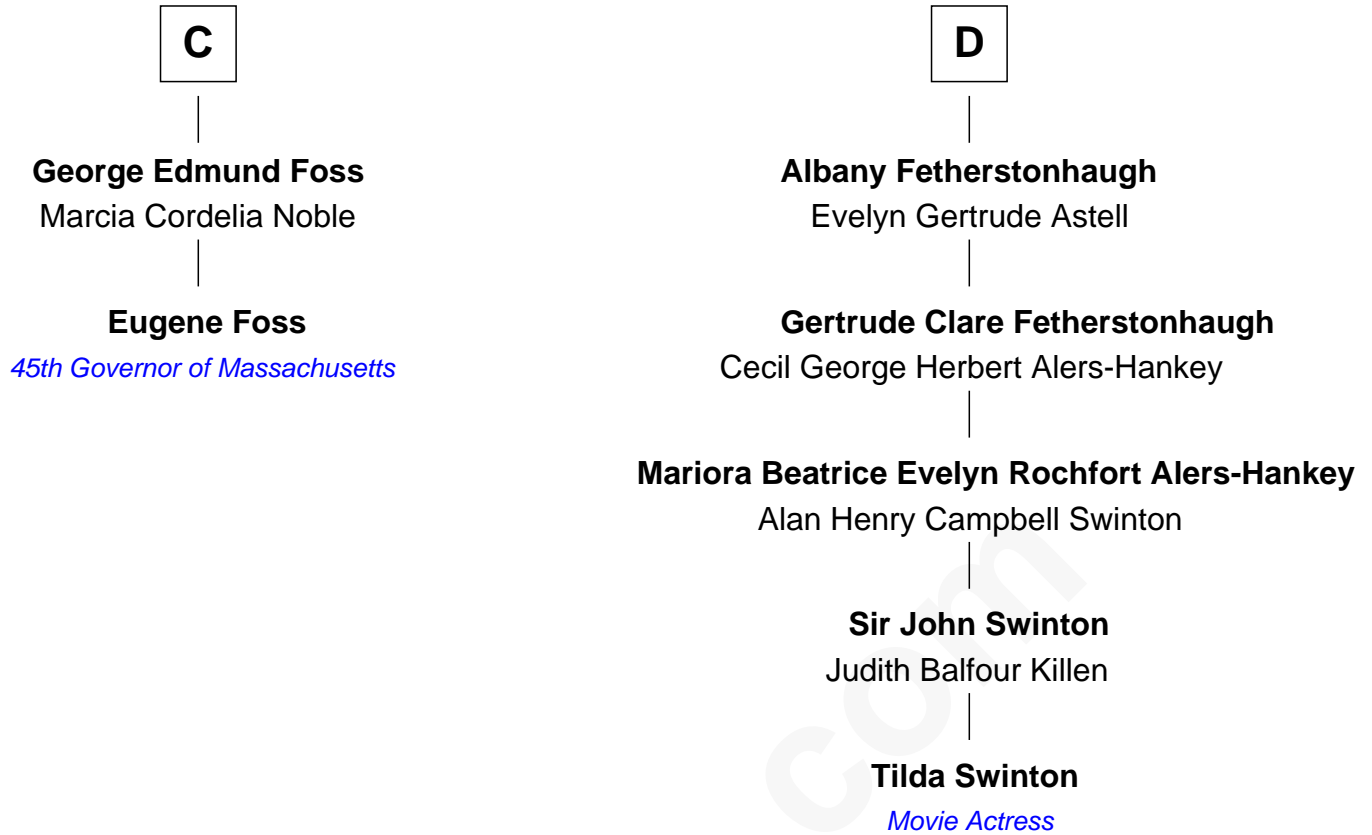 C
D
George Edmund Foss
Marcia Cordelia Noble
Albany Fetherstonhaugh
Evelyn Gertrude Astell
Eugene Foss
45th Governor of Massachusetts
Gertrude Clare Fetherstonhaugh
Cecil George Herbert Alers-Hankey
Mariora Beatrice Evelyn Rochfort Alers-Hankey
Alan Henry Campbell Swinton
Sir John Swinton
Judith Balfour Killen
Tilda Swinton
Movie Actress
com